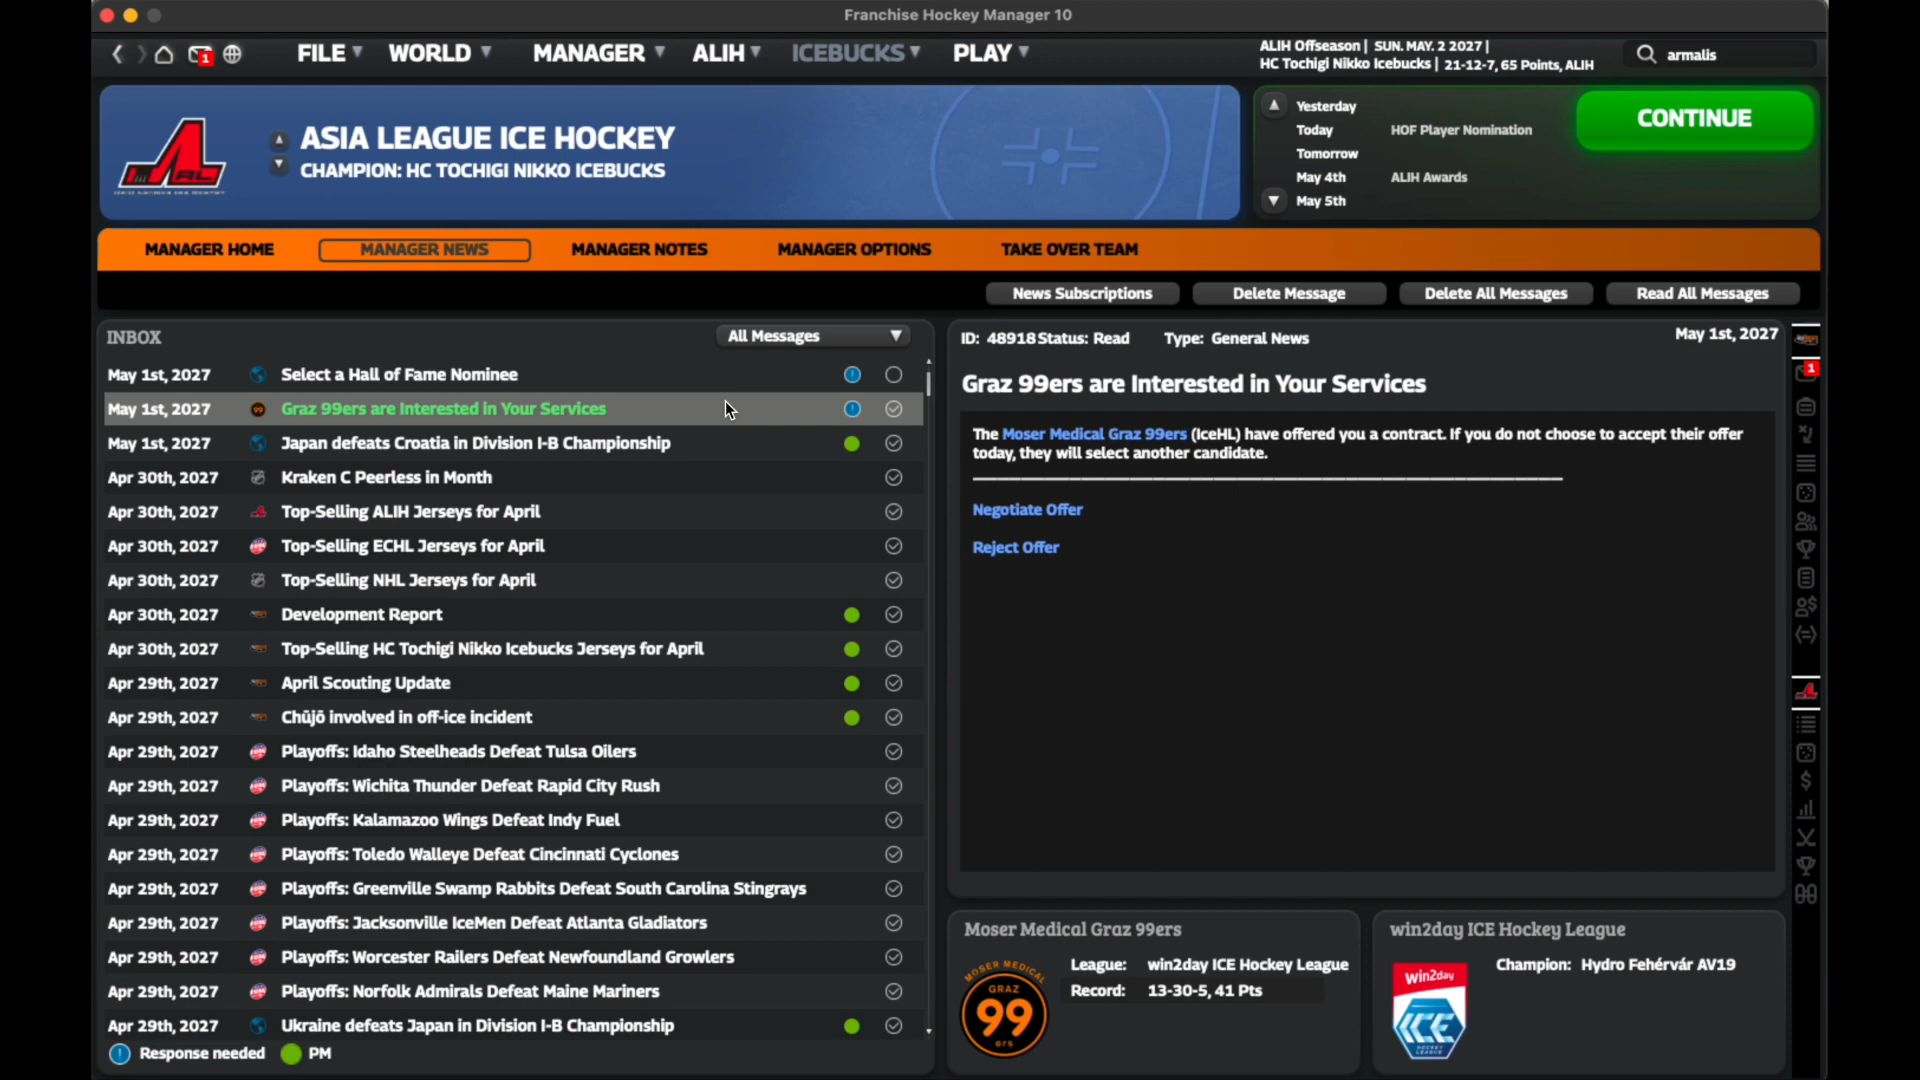 Franchise Hockey Manager 10
FILE
WORLD
MANAGER
ALIH
ICEBUCKS
PLAY
1
ALIH Offseason | SUN. MAY. 2 2027 |
HC Tochigi Nikko Icebucks | 21-12-7, 65 Points, ALIH
armalis
ASIA LEAGUE ICE HOCKEY
CHAMPION: HC TOCHIGI NIKKO ICEBUCKS
Yesterday
Today HOF Player Nomination
Tomorrow
May 4th ALIH Awards
May 5th
CONTINUE
MANAGER HOME
MANAGER NEWS
MANAGER NOTES
MANAGER OPTIONS
TAKE OVER TEAM
News Subscriptions
Delete Message
Delete All Messages
Read All Messages
INBOX
All Messages
May 1st, 2027 Select a Hall of Fame Nominee
May 1st, 2027 Graz 99ers are Interested in Your Services
May 1st, 2027 Japan defeats Croatia in Division I-B Championship
Apr 30th, 2027 Kraken C Peerless in Month
Apr 30th, 2027 Top-Selling ALIH Jerseys for April
Apr 30th, 2027 Top-Selling ECHL Jerseys for April
Apr 30th, 2027 Top-Selling NHL Jerseys for April
Apr 30th, 2027 Development Report
Apr 30th, 2027 Top-Selling HC Tochigi Nikko Icebucks Jerseys for April
Apr 29th, 2027 April Scouting Update
Apr 29th, 2027 Chūjō involved in off-ice incident
Apr 29th, 2027 Playoffs: Idaho Steelheads Defeat Tulsa Oilers
Apr 29th, 2027 Playoffs: Wichita Thunder Defeat Rapid City Rush
Apr 29th, 2027 Playoffs: Kalamazoo Wings Defeat Indy Fuel
Apr 29th, 2027 Playoffs: Toledo Walleye Defeat Cincinnati Cyclones
Apr 29th, 2027 Playoffs: Greenville Swamp Rabbits Defeat South Carolina Stingrays
Apr 29th, 2027 Playoffs: Jacksonville IceMen Defeat Atlanta Gladiators
Apr 29th, 2027 Playoffs: Worcester Railers Defeat Newfoundland Growlers
Apr 29th, 2027 Playoffs: Norfolk Admirals Defeat Maine Mariners
Apr 29th, 2027 Ukraine defeats Japan in Division I-B Championship
Response needed
PM
ID: 48918 Status: Read Type: General News May 1st, 2027
Graz 99ers are Interested in Your Services
The Moser Medical Graz 99ers (IceHL) have offered you a contract. If you do not choose to accept their offer
today, they will select another candidate.
Negotiate Offer
Reject Offer
1
Moser Medical Graz 99ers
MOSER MEDICAL
GRAZ
99
ers
League: win2day ICE Hockey League
Record: 13-30-5, 41 Pts
win2day ICE Hockey League
win2day
ICE
HOCKEY
LEAGUE
Champion: Hydro Fehérvár AV19